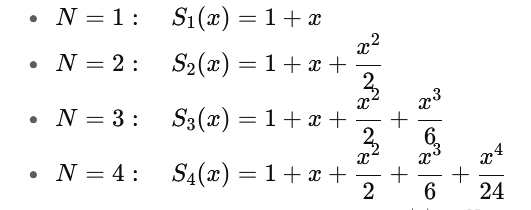 • N = 1 : S₁(x) = 1 + x
• N = 2 : S₂(x) = 1 + x + x²/2
• N = 3 : S₃(x) = 1 + x + x²/2 + x³/6
• N = 4 : S₄(x) = 1 + x + x²/2 + x³/6 + x⁴/24